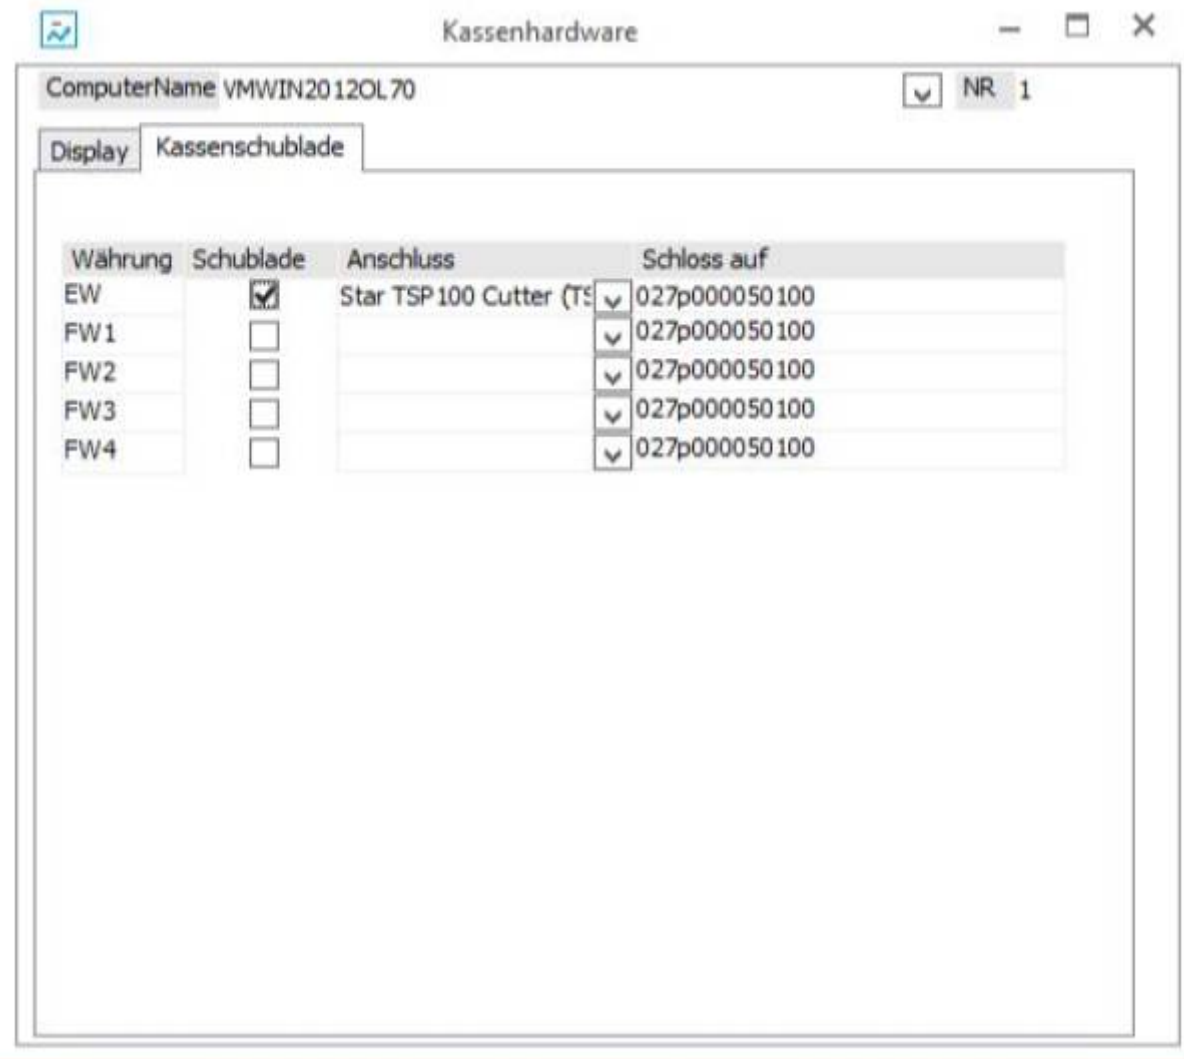 Kassenhardware
ComputerName VMWIN2012OL70 NR 1
Display Kassenschublade
Währung Schublade Anschluss Schloss auf
EW Star TSP100 Cutter (TS 027p000050100
FW1 027p000050100
FW2 027p000050100
FW3 027p000050100
FW4 027p000050100